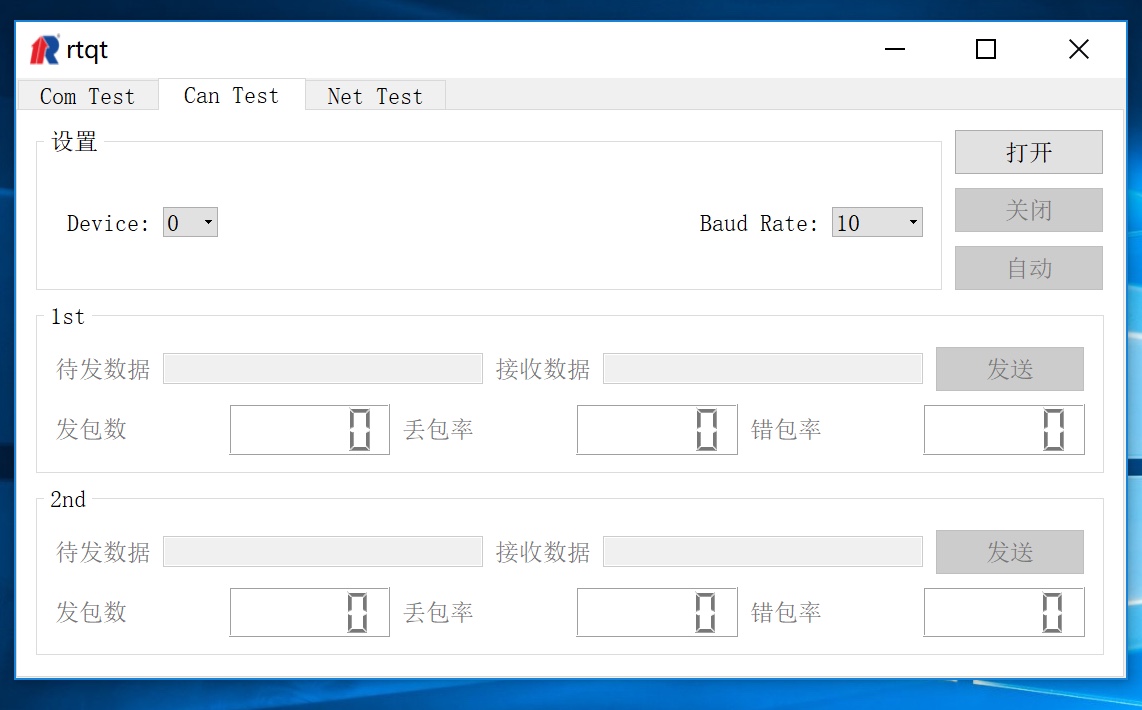 rtqt
Com Test Can Test Net Test
设置
打开
Device: 0 Baud Rate: 10
关闭
自动
1st
待发数据 接收数据 发送
发包数 0 丢包率 0 错包率 0
2nd
待发数据 接收数据 发送
发包数 0 丢包率 0 错包率 0